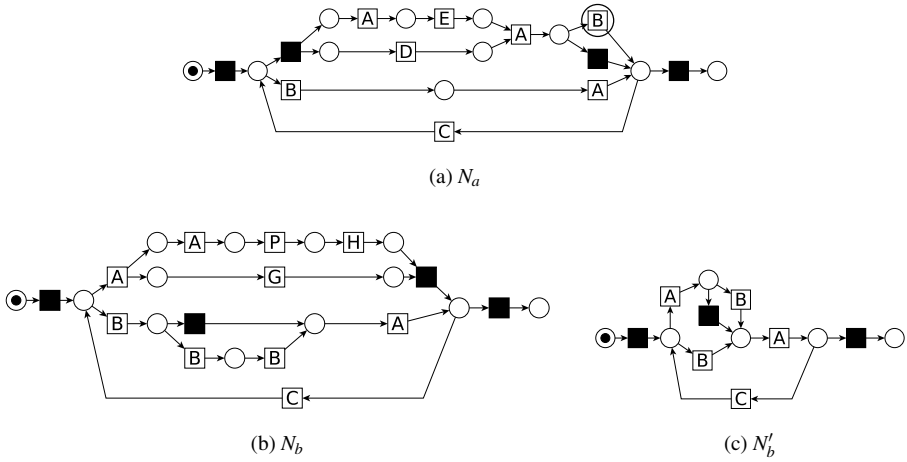 A E B
A
D
B A
C
(a) Nₐ
A P H
A G
B A
B B
C
(b) N_b
A B
A
B
C
(c) N′_b